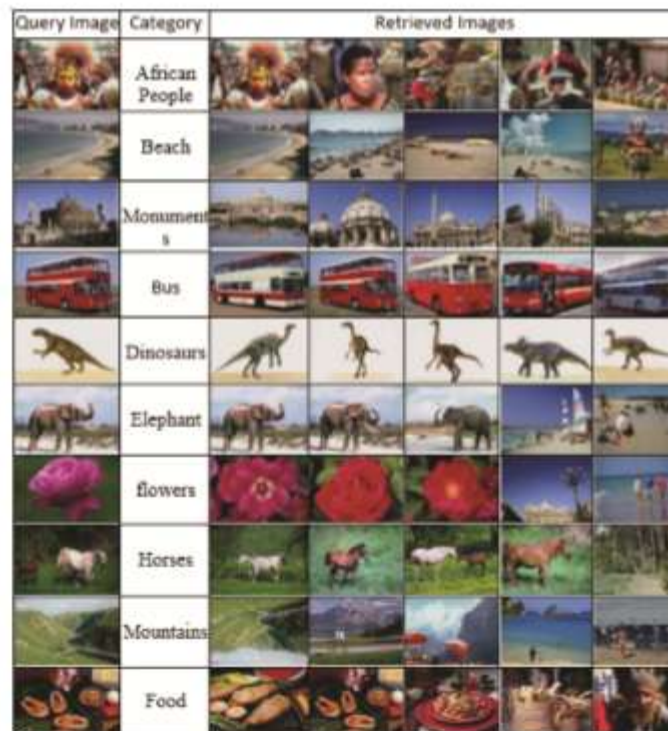 Query Image Category Retrieved Images
African
People
Beach
Monument
s
Bus
Dinosaurs
Elephant
flowers
Horses
Mountains
Food